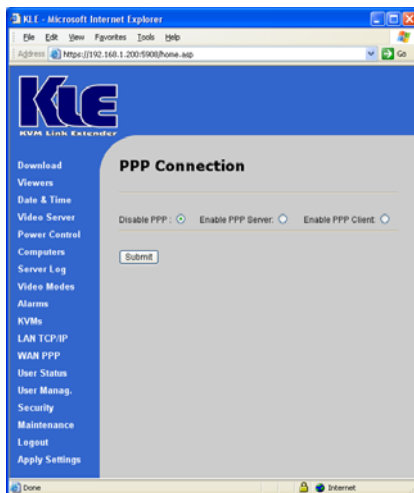 KLE - Microsoft Internet Explorer
File Edit View Favorites Tools Help
Address https://192.168.1.200:5908/home.asp Go
KLE
KVM Link Extender
PPP Connection
Disable PPP : Enable PPP Server: Enable PPP Client:
Submit
Download
Viewers
Date & Time
Video Server
Power Control
Computers
Server Log
Video Modes
Alarms
KVMs
LAN TCP/IP
WAN PPP
User Status
User Manag.
Security
Maintenance
Logout
Apply Settings
Done Internet